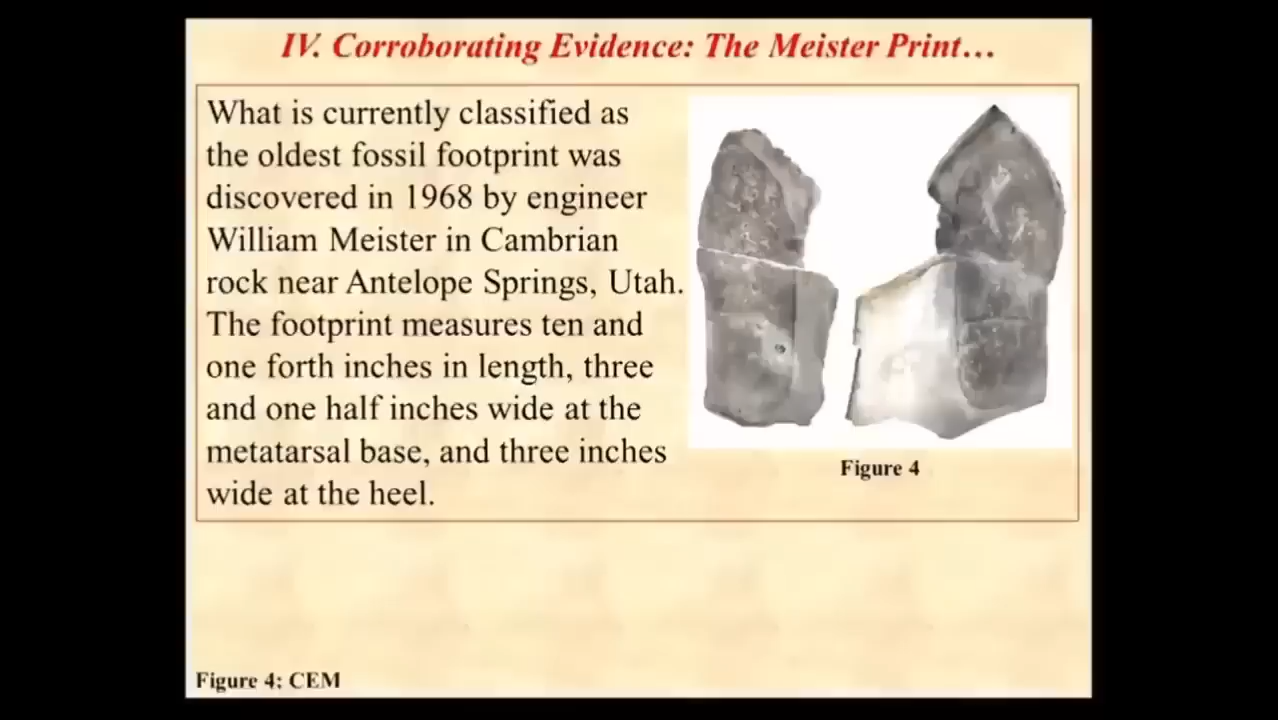 IV. Corroborating Evidence: The Meister Print…
What is currently classified as
the oldest fossil footprint was
discovered in 1968 by engineer
William Meister in Cambrian
rock near Antelope Springs, Utah.
The footprint measures ten and
one forth inches in length, three
and one half inches wide at the
metatarsal base, and three inches
wide at the heel.
Figure 4
Figure 4: CEM